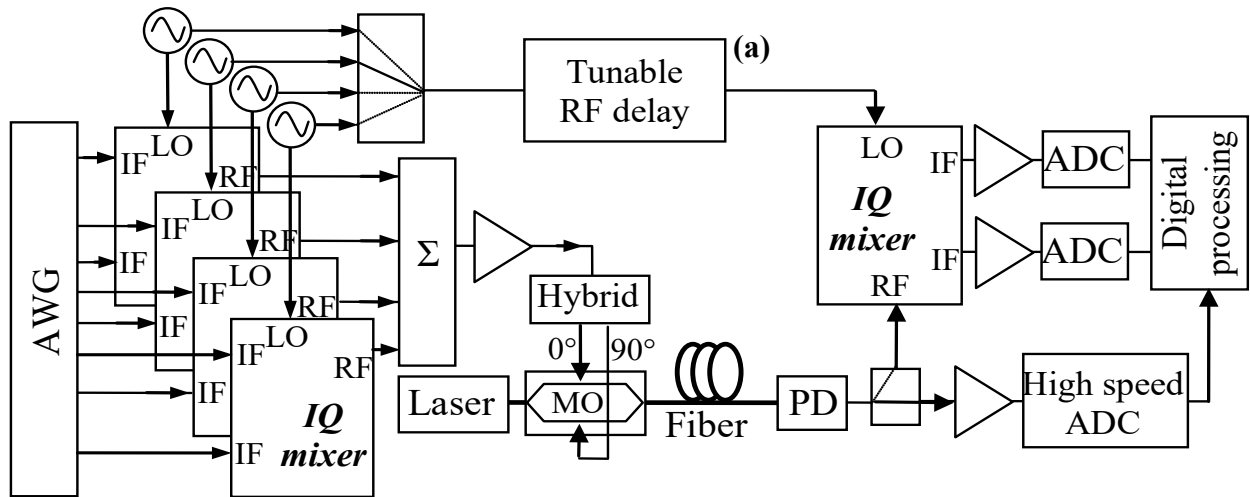 (a)
Tunable
RF delay
LO
IF
RF
LO
IF
IF
RF
LO
IF
IF
RF
LO
IF
IF
RF
IF
IQ
mixer
AWG
Σ
Hybrid
0°
90°
Laser
MO
Fiber
PD
LO
IF
IQ
mixer
IF
RF
ADC
ADC
Digital
processing
High speed
ADC